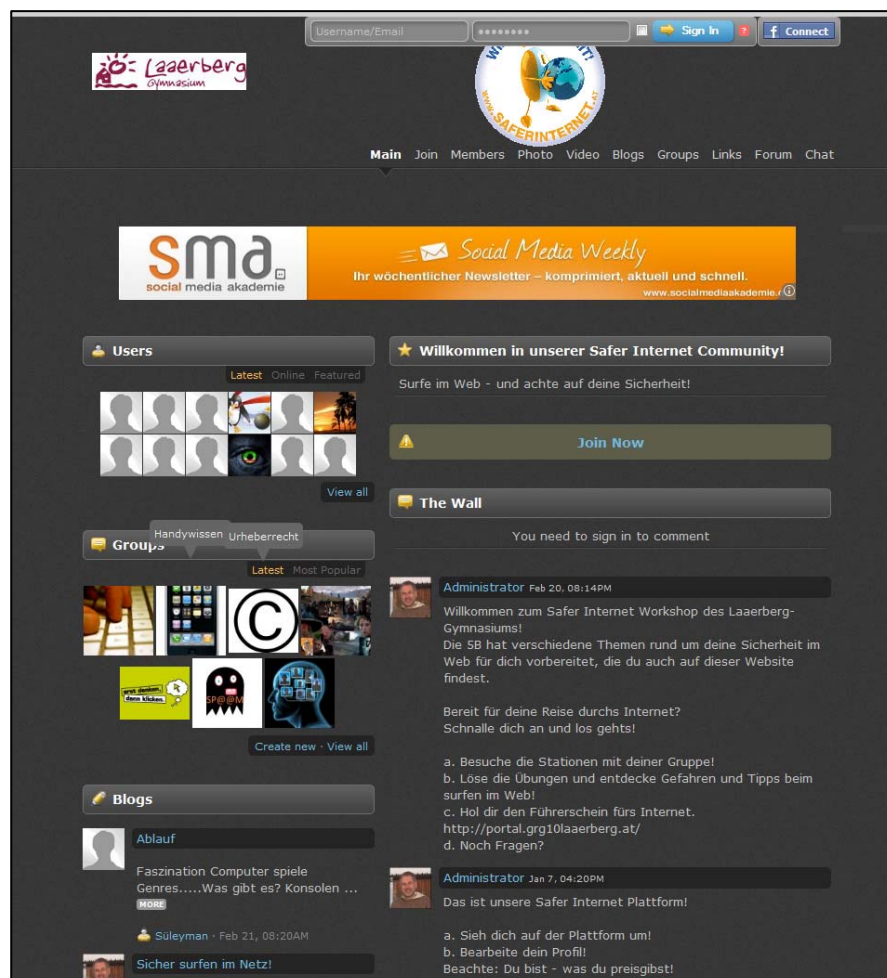 Username/Email
Sign In
?
f Connect
Laaerberg
Gymnasium
WWW.SAFERINTERNET.AT
Main Join Members Photo Video Blogs Groups Links Forum Chat
sma
social media akademie
Social Media Weekly
Ihr wöchentlicher Newsletter – komprimiert, aktuell und schnell.
Users
Latest Online Featured
View all
Handywissen
Urheberrecht
Groups
Latest Most Popular
©
erst denken,
dann klicken.
SP@@M
Create new · View all
Blogs
Ablauf
Faszination Computer spiele
Genres.....Was gibt es? Konsolen ...
MORE
Süleyman · Feb 21, 08:20AM
Sicher surfen im Netz!
Willkommen in unserer Safer Internet Community!
Surfe im Web - und achte auf deine Sicherheit!
Join Now
The Wall
You need to sign in to comment
Administrator Feb 20, 08:14PM
Willkommen zum Safer Internet Workshop des Laaerberg-
Gymnasiums!
Die 5B hat verschiedene Themen rund um deine Sicherheit im
Web für dich vorbereitet, die du auch auf dieser Website
findest.
Bereit für deine Reise durchs Internet?
Schnalle dich an und los gehts!
a. Besuche die Stationen mit deiner Gruppe!
b. Löse die Übungen und entdecke Gefahren und Tipps beim
surfen im Web!
c. Hol dir den Führerschein fürs Internet.
http://portal.grg10laaerberg.at/
d. Noch Fragen?
Administrator Jan 7, 04:20PM
Das ist unsere Safer Internet Plattform!
a. Sieh dich auf der Plattform um!
b. Bearbeite dein Profil!
Beachte: Du bist - was du preisgibst!